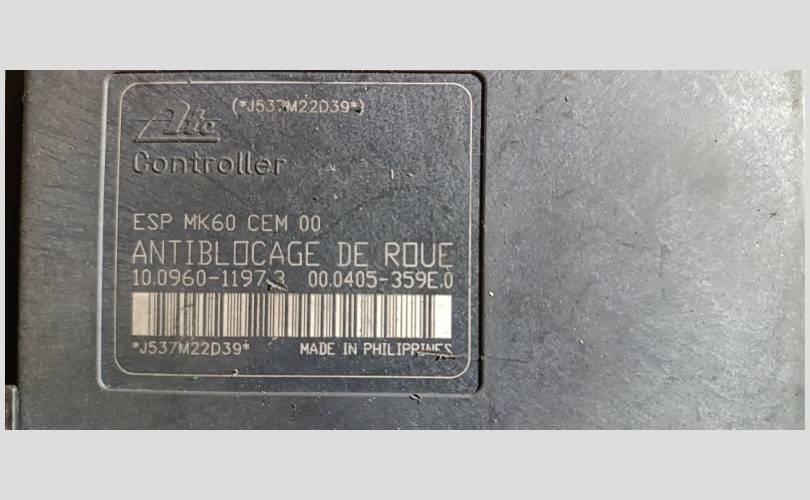 (*J537M22D39*)
Ate
Controller
ESP MK60 CEM 00
ANTIBLOCAGE DE ROUE
10.0960-1197.3 00.0405-359E.0
*J537M22D39* MADE IN PHILIPPINES